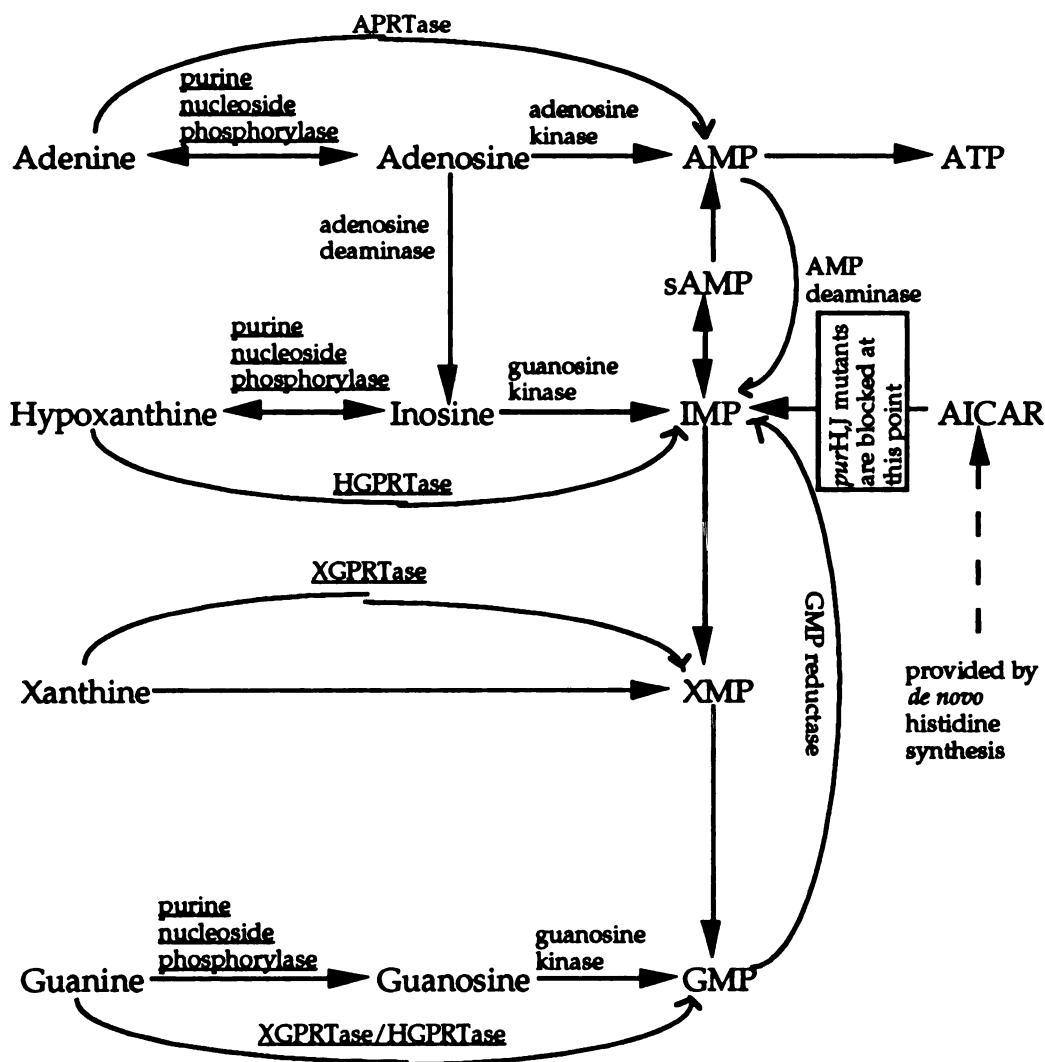 APRTase
purine
nucleoside
phosphorylase
adenosine
kinase
Adenine
Adenosine
AMP
ATP
adenosine
deaminase
sAMP
AMP
deaminase
purine
nucleoside
phosphorylase
guanosine
kinase
Hypoxanthine
Inosine
IMP
purH,J mutants
are blocked at
this point
AICAR
HGPRTase
XGPRTase
GMP reductase
Xanthine
XMP
provided by
de novo
histidine
synthesis
purine
nucleoside
phosphorylase
guanosine
kinase
Guanine
Guanosine
GMP
XGPRTase/HGPRTase